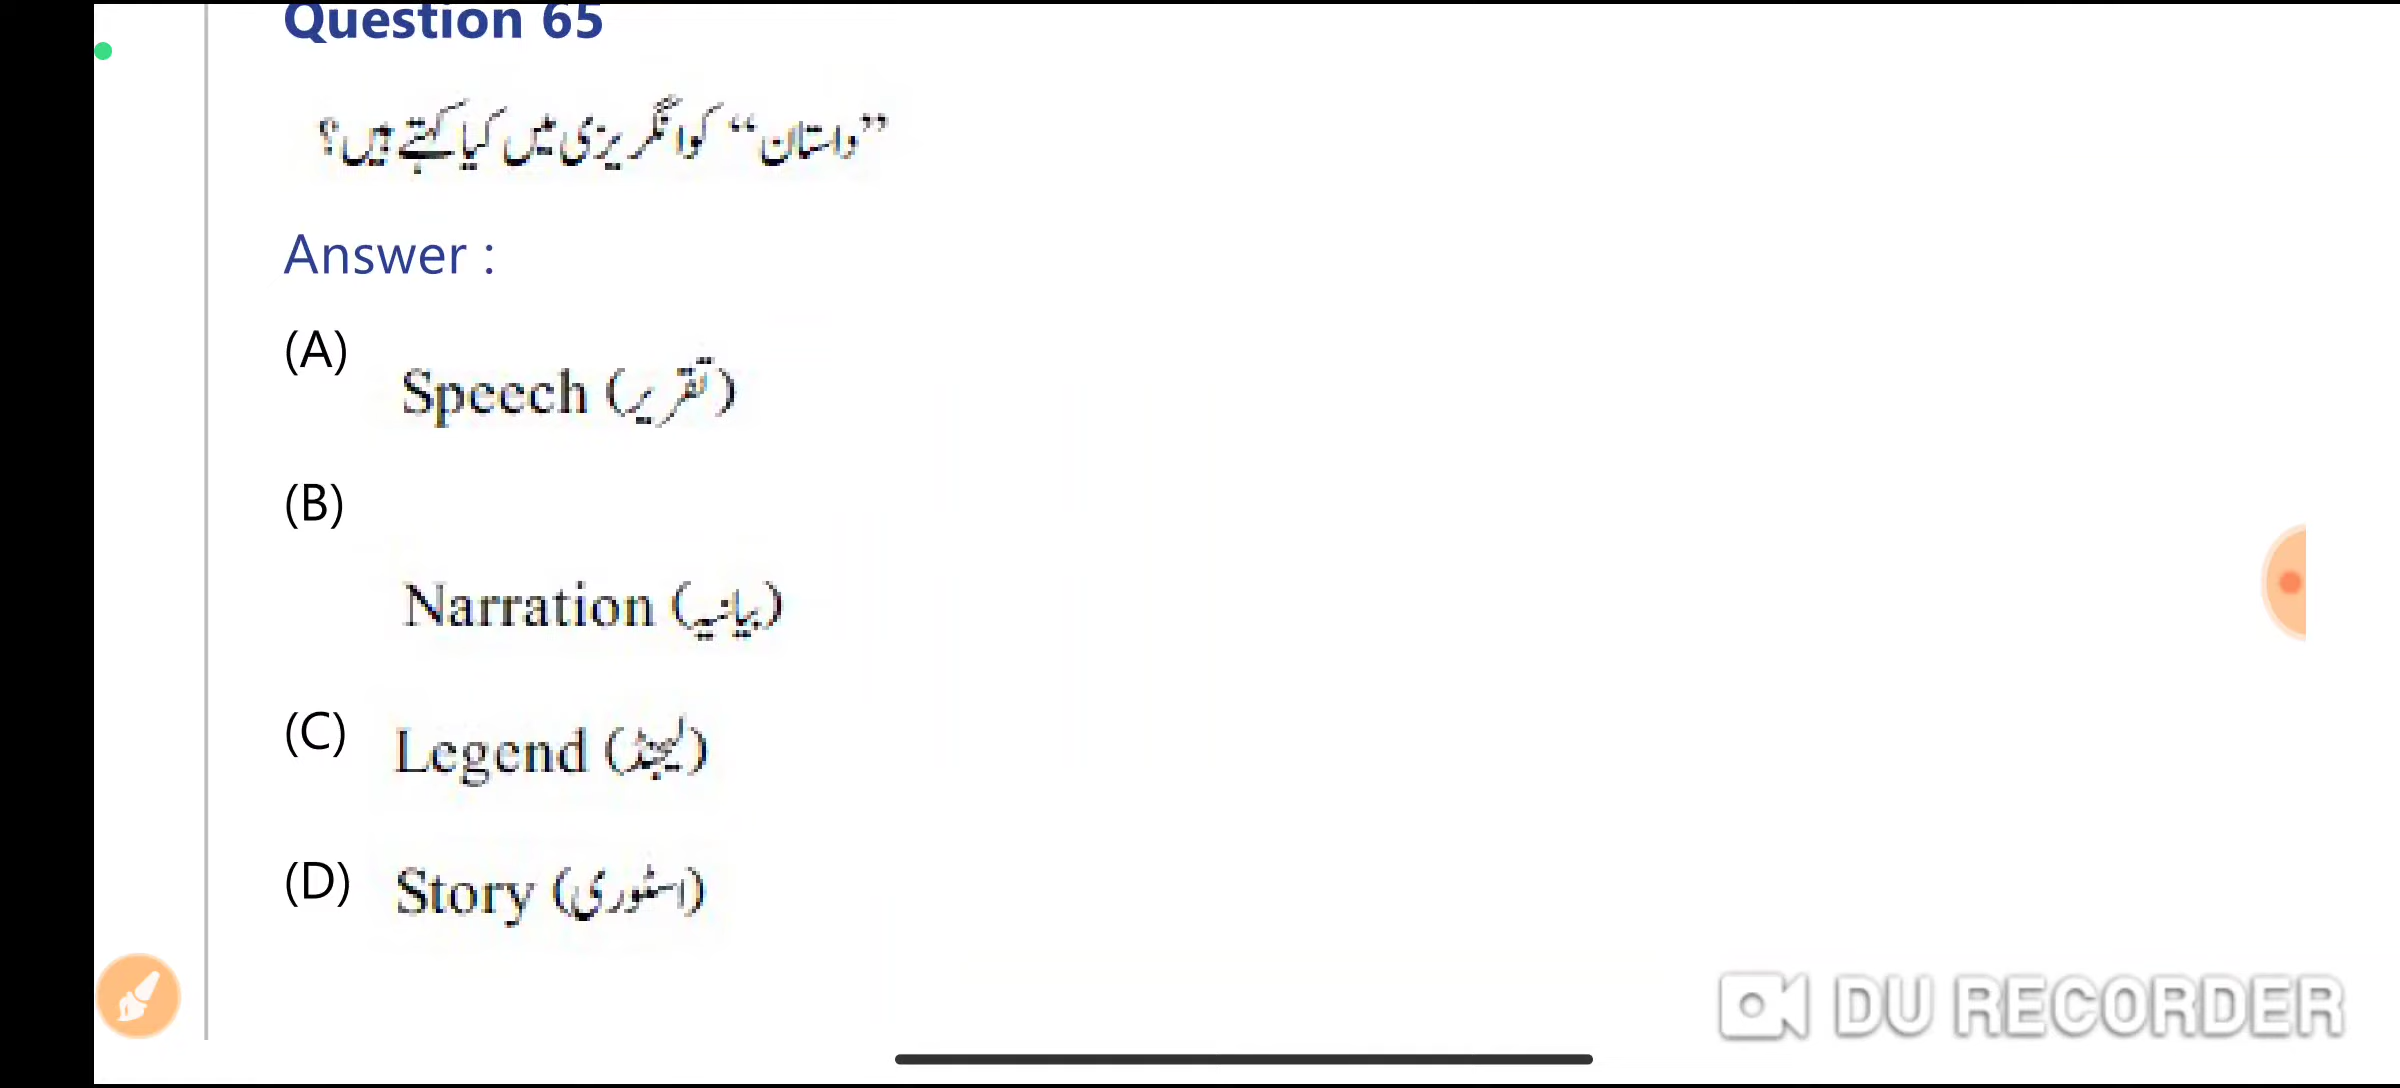 Question 65
”داستان“ کو انگریزی میں کیا کہتے ہیں؟
Answer :
(A)
Speech (تقریر)
(B)
Narration (بیانیہ)
(C) Legend (لیجنڈ)
(D) Story (اسٹوری)
DU RECORDER